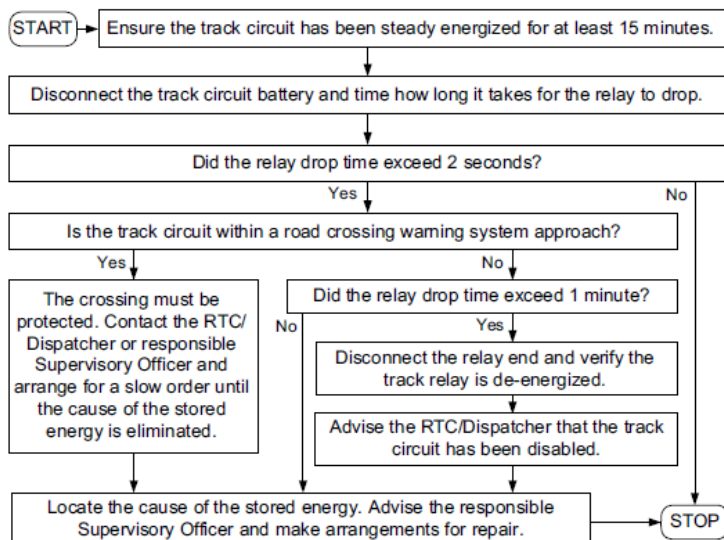 START
Ensure the track circuit has been steady energized for at least 15 minutes.
Disconnect the track circuit battery and time how long it takes for the relay to drop.
Did the relay drop time exceed 2 seconds?
Yes
No
Is the track circuit within a road crossing warning system approach?
Yes
No
The crossing must be
protected. Contact the RTC/
Dispatcher or responsible
Supervisory Officer and
arrange for a slow order until
the cause of the stored
energy is eliminated.
Did the relay drop time exceed 1 minute?
No
Yes
Disconnect the relay end and verify the
track relay is de-energized.
Advise the RTC/Dispatcher that the track
circuit has been disabled.
Locate the cause of the stored energy. Advise the responsible
Supervisory Officer and make arrangements for repair.
STOP